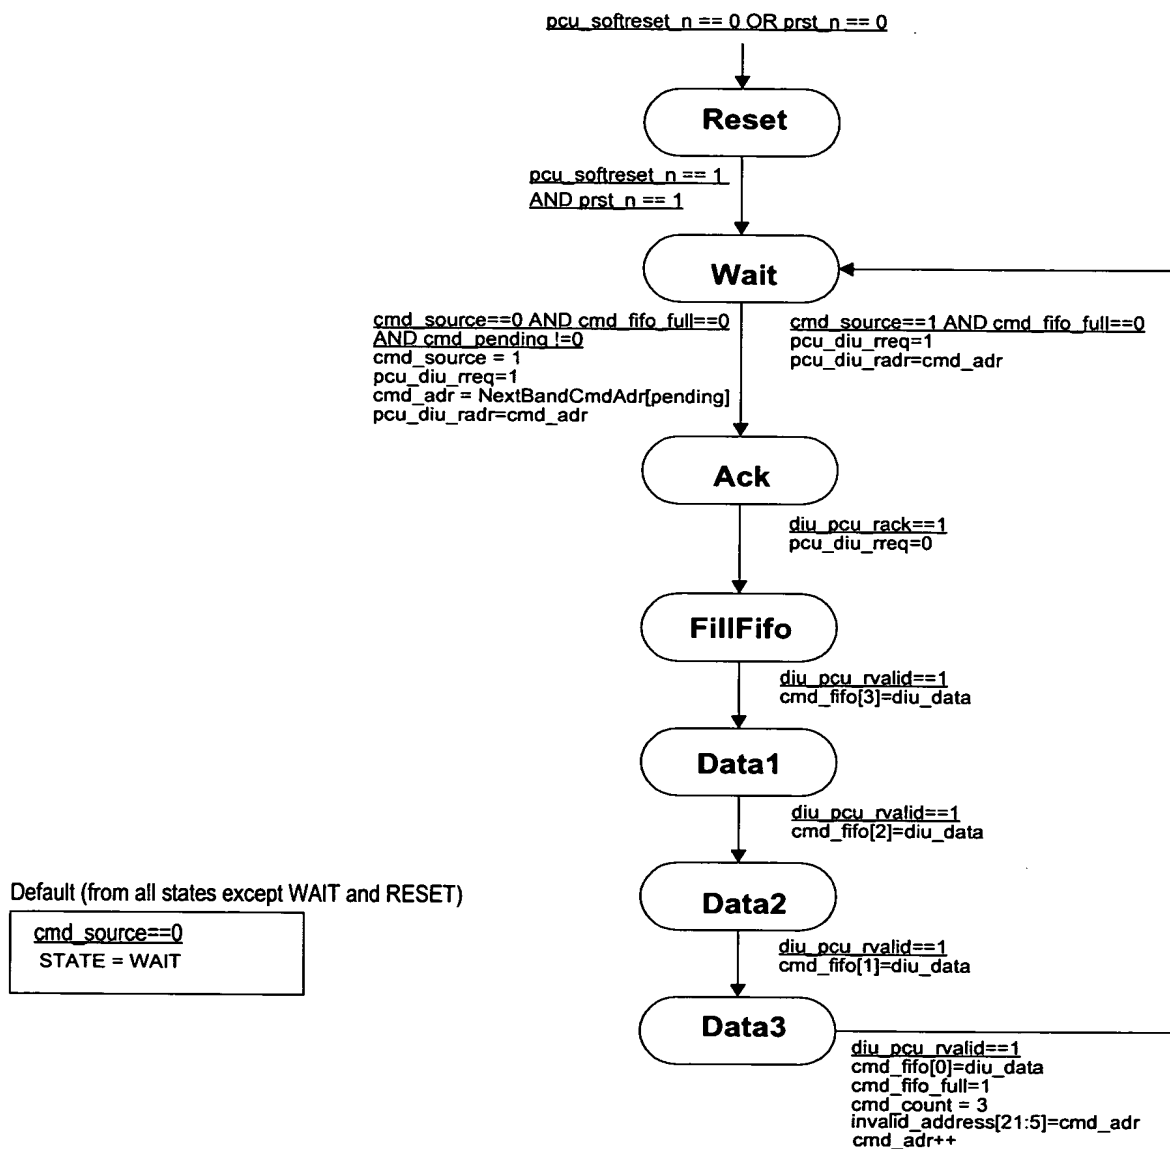 pcu_softreset_n == 0 OR prst_n == 0
Reset
pcu_softreset_n == 1
AND prst_n == 1
Wait
cmd_source==0 AND cmd_fifo_full==0
AND cmd_pending !=0
cmd_source = 1
pcu_diu_rreq=1
cmd_adr = NextBandCmdAdr[pending]
pcu_diu_radr=cmd_adr
cmd_source==1 AND cmd_fifo_full==0
pcu_diu_rreq=1
pcu_diu_radr=cmd_adr
Ack
diu_pcu_rack==1
pcu_diu_rreq=0
FillFifo
diu_pcu_rvalid==1
cmd_fifo[3]=diu_data
Data1
diu_pcu_rvalid==1
cmd_fifo[2]=diu_data
Data2
Default (from all states except WAIT and RESET)
cmd_source==0
STATE = WAIT
diu_pcu_rvalid==1
cmd_fifo[1]=diu_data
Data3
diu_pcu_rvalid==1
cmd_fifo[0]=diu_data
cmd_fifo_full=1
cmd_count = 3
invalid_address[21:5]=cmd_adr
cmd_adr++